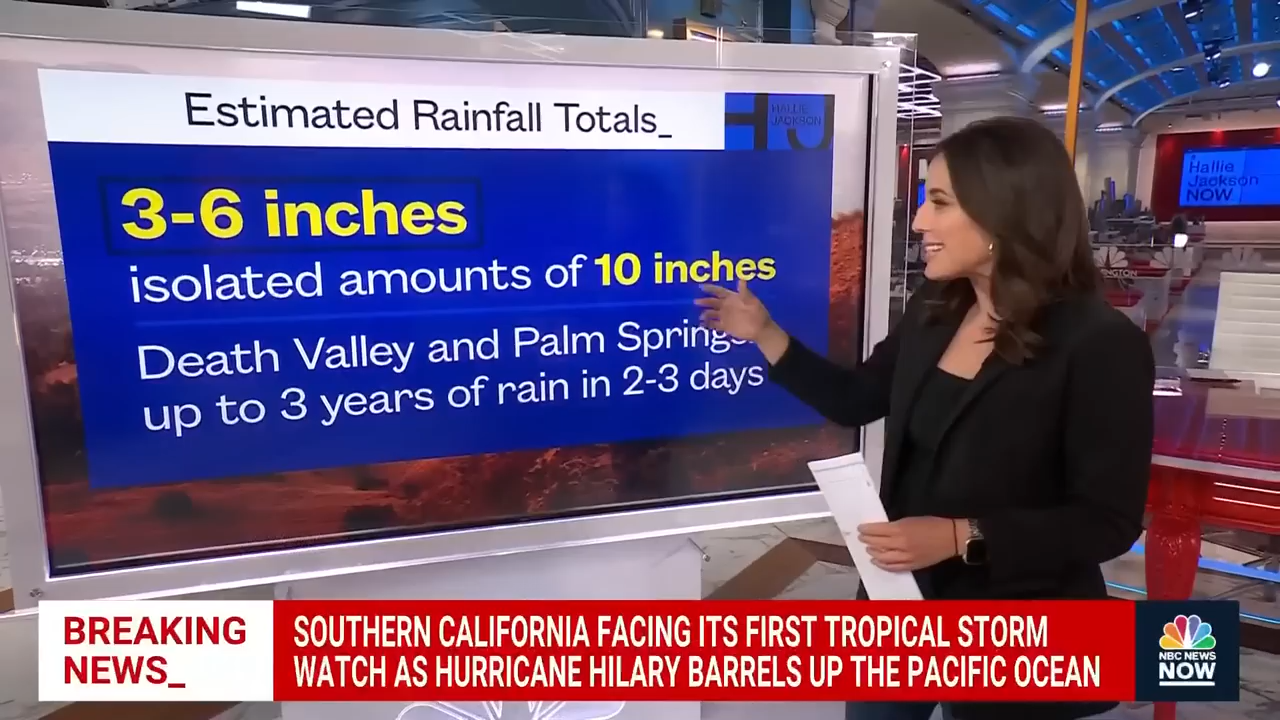 Estimated Rainfall Totals_
HALLIE
JACKSON
HJ
3-6 inches
isolated amounts of 10 inches
Death Valley and Palm Springs
up to 3 years of rain in 2-3 days
Hallie
Jackson
NOW
BREAKING
NEWS_
SOUTHERN CALIFORNIA FACING ITS FIRST TROPICAL STORM
WATCH AS HURRICANE HILARY BARRELS UP THE PACIFIC OCEAN
NBC NEWS
NOW